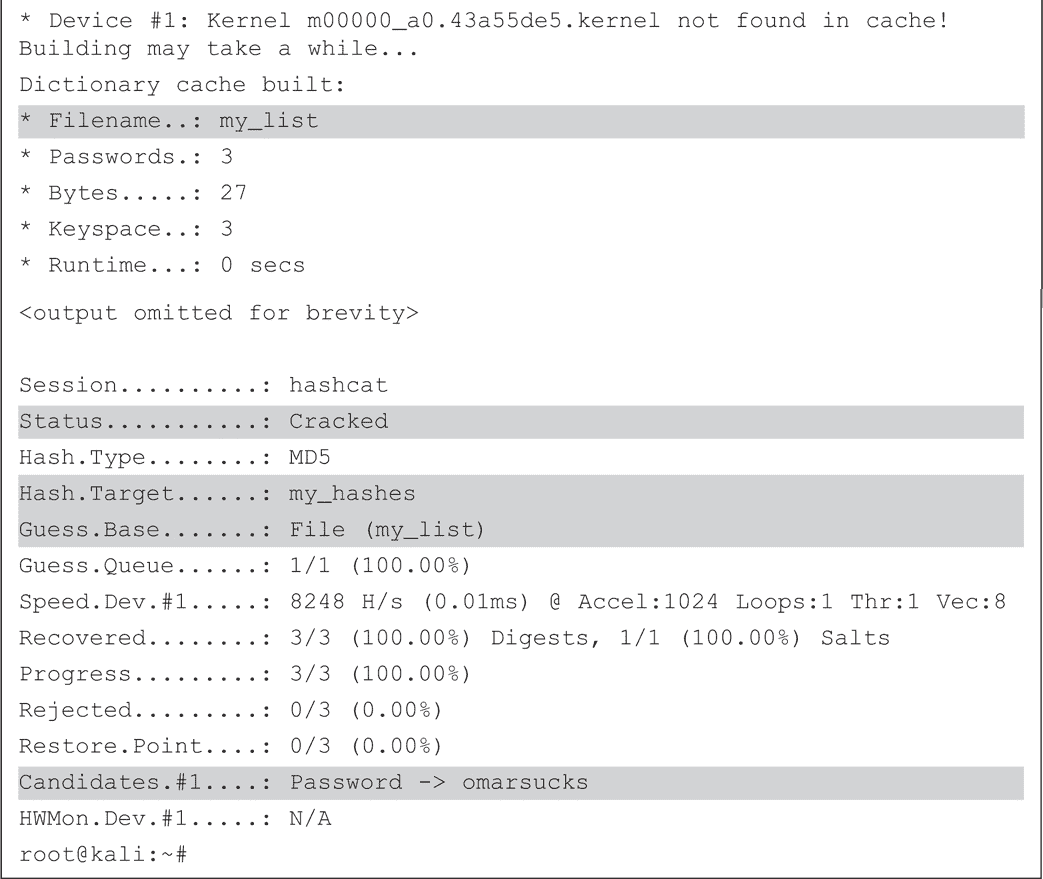 * Device #1: Kernel m00000_a0.43a55de5.kernel not found in cache!
Building may take a while...
Dictionary cache built:
* Filename..: my_list
* Passwords.: 3
* Bytes.....: 27
* Keyspace..: 3
* Runtime...: 0 secs
<output omitted for brevity>
Session..........: hashcat
Status...........: Cracked
Hash.Type........: MD5
Hash.Target......: my_hashes
Guess.Base.......: File (my_list)
Guess.Queue......: 1/1 (100.00%)
Speed.Dev.#1.....: 8248 H/s (0.01ms) @ Accel:1024 Loops:1 Thr:1 Vec:8
Recovered........: 3/3 (100.00%) Digests, 1/1 (100.00%) Salts
Progress.........: 3/3 (100.00%)
Rejected.........: 0/3 (0.00%)
Restore.Point....: 0/3 (0.00%)
Candidates.#1....: Password -> omarsucks
HWMon.Dev.#1.....: N/A
root@kali:~#